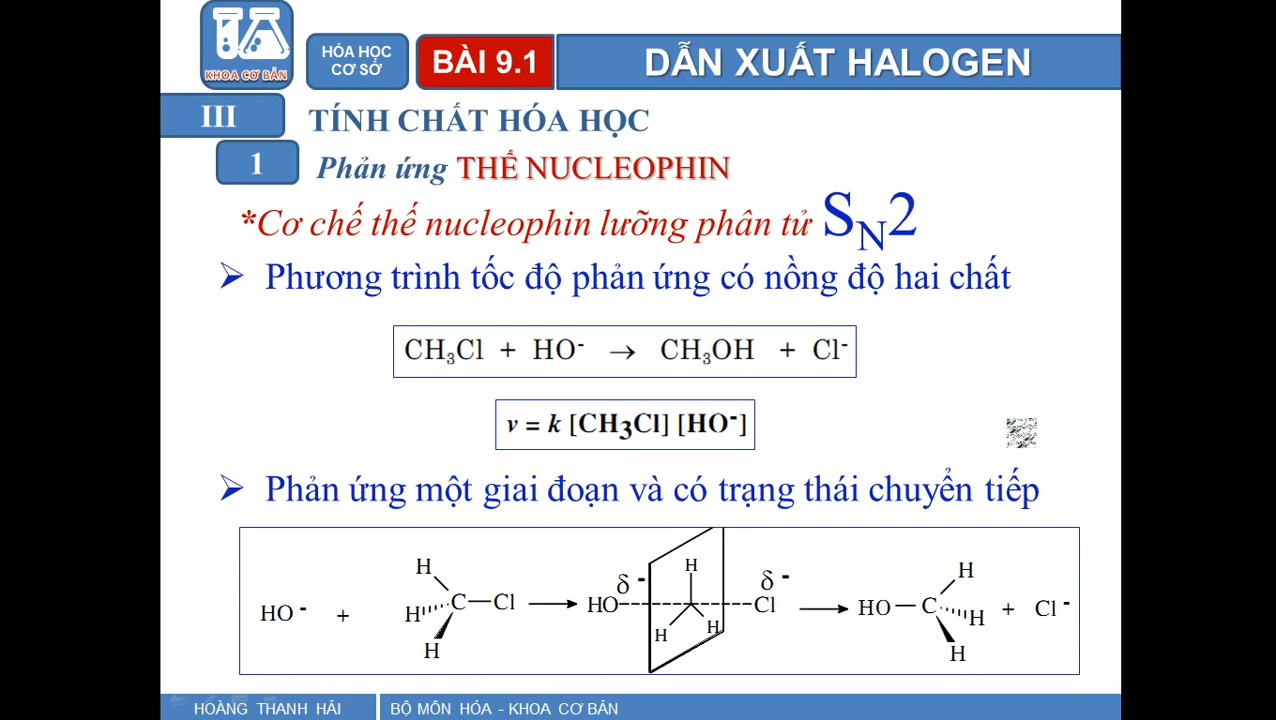 KHOA CƠ BẢN
HÓA HỌC
CƠ SỞ
BÀI 9.1
DẪN XUẤT HALOGEN
III
TÍNH CHẤT HÓA HỌC
1
Phản ứng THẾ NUCLEOPHIN
*Cơ chế thế nucleophin lưỡng phân tử S_N2
➢ Phương trình tốc độ phản ứng có nồng độ hai chất
CH₃Cl + HO⁻ → CH₃OH + Cl⁻
v = k [CH₃Cl] [HO⁻]
➢ Phản ứng một giai đoạn và có trạng thái chuyển tiếp
HO⁻ + H H H C Cl → δ⁻ HO H H H δ⁻ Cl → HO C H H H + Cl⁻
HOÀNG THANH HẢI
BỘ MÔN HÓA - KHOA CƠ BẢN